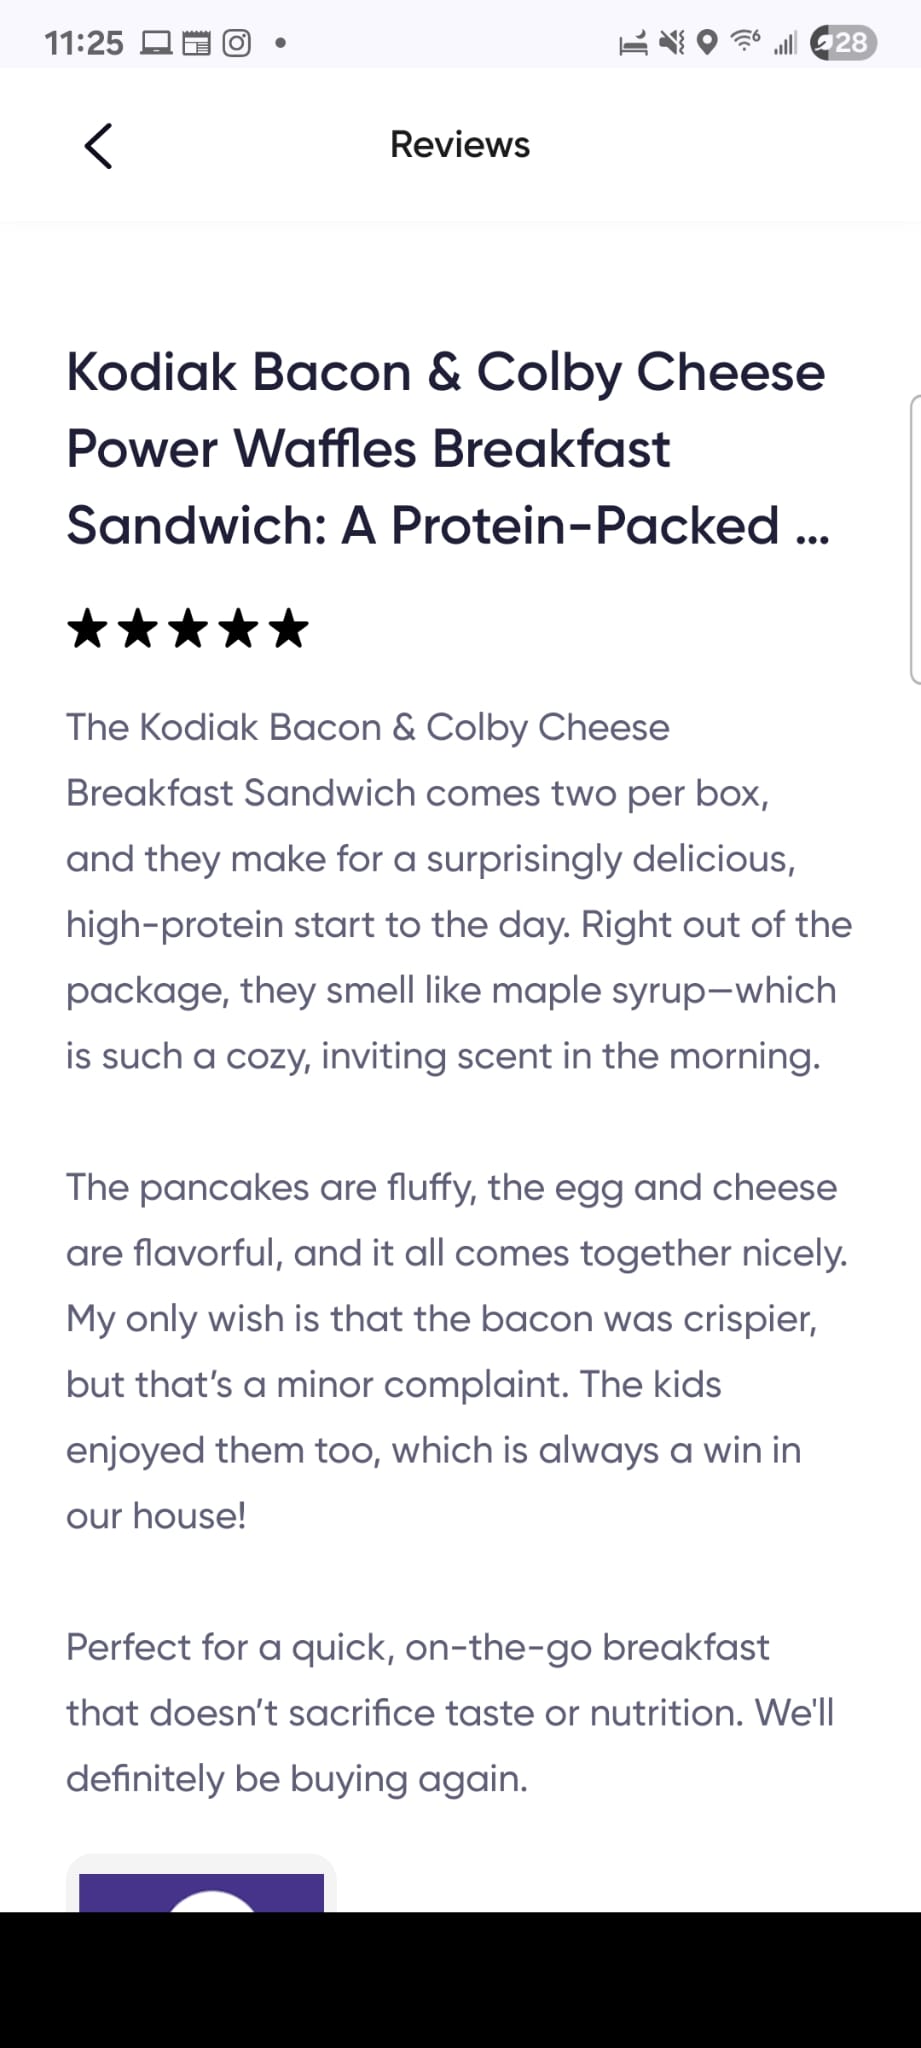 11:25
28
Reviews
Kodiak Bacon & Colby Cheese
Power Waffles Breakfast
Sandwich: A Protein-Packed ...
The Kodiak Bacon & Colby Cheese
Breakfast Sandwich comes two per box,
and they make for a surprisingly delicious,
high-protein start to the day. Right out of the
package, they smell like maple syrup—which
is such a cozy, inviting scent in the morning.
The pancakes are fluffy, the egg and cheese
are flavorful, and it all comes together nicely.
My only wish is that the bacon was crispier,
but that’s a minor complaint. The kids
enjoyed them too, which is always a win in
our house!
Perfect for a quick, on-the-go breakfast
that doesn’t sacrifice taste or nutrition. We'll
definitely be buying again.